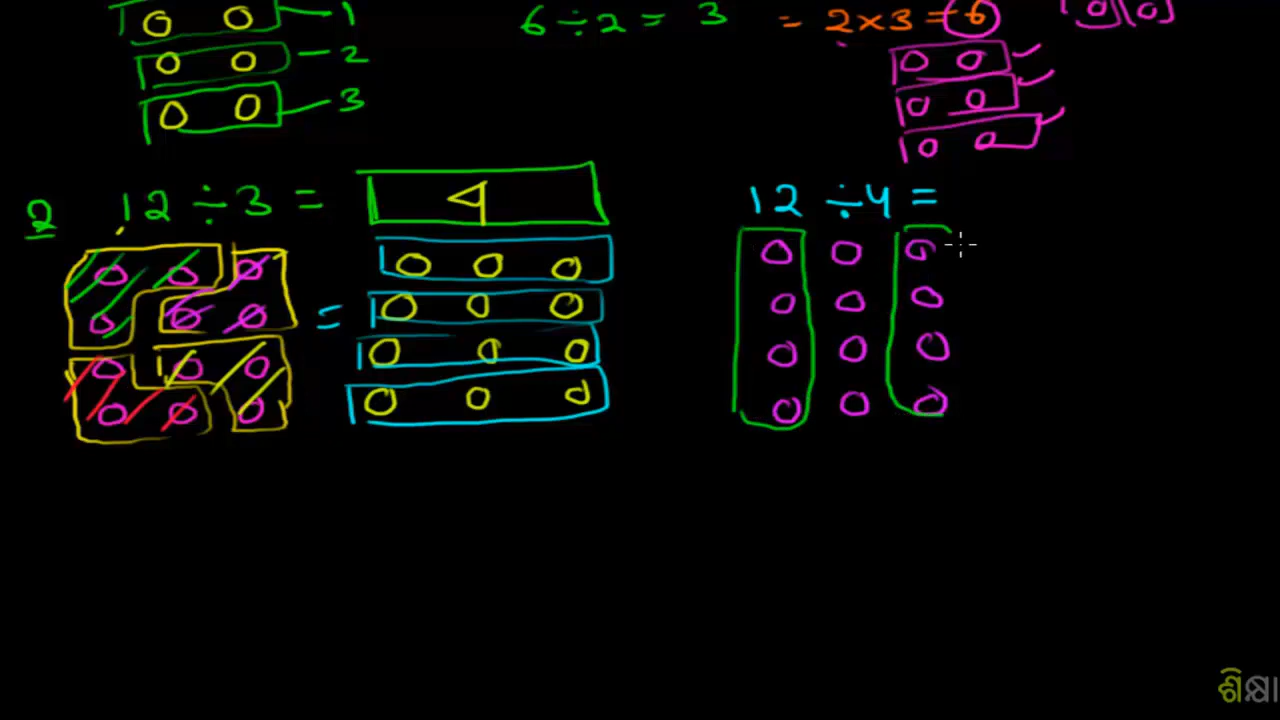 1
6 ÷ 2 = 3 = 2 × 3 = 6
2
3
2 12 ÷ 3 = 4
12 ÷ 4 =
=
ଶିକ୍ଷା